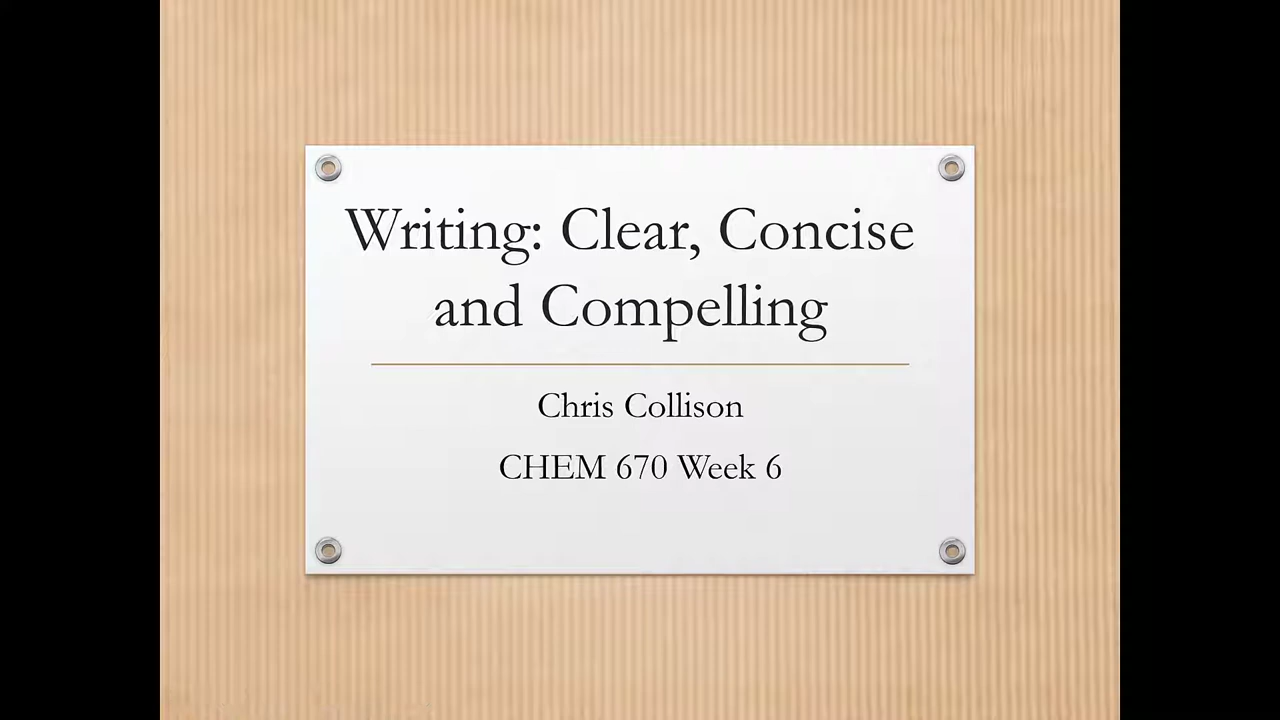 Writing: Clear, Concise
and Compelling
Chris Collison
CHEM 670 Week 6